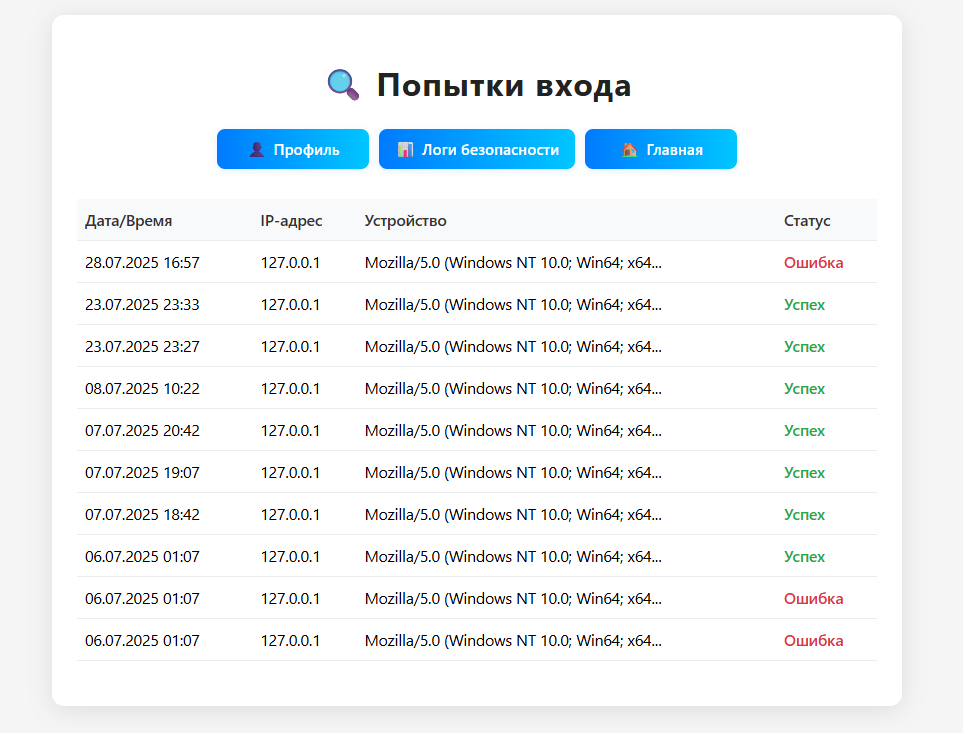 Попытки входа
Профиль Логи безопасности Главная
Дата/Время IP-адрес Устройство Статус
28.07.2025 16:57 127.0.0.1 Mozilla/5.0 (Windows NT 10.0; Win64; x64... Ошибка
23.07.2025 23:33 127.0.0.1 Mozilla/5.0 (Windows NT 10.0; Win64; x64... Успех
23.07.2025 23:27 127.0.0.1 Mozilla/5.0 (Windows NT 10.0; Win64; x64... Успех
08.07.2025 10:22 127.0.0.1 Mozilla/5.0 (Windows NT 10.0; Win64; x64... Успех
07.07.2025 20:42 127.0.0.1 Mozilla/5.0 (Windows NT 10.0; Win64; x64... Успех
07.07.2025 19:07 127.0.0.1 Mozilla/5.0 (Windows NT 10.0; Win64; x64... Успех
07.07.2025 18:42 127.0.0.1 Mozilla/5.0 (Windows NT 10.0; Win64; x64... Успех
06.07.2025 01:07 127.0.0.1 Mozilla/5.0 (Windows NT 10.0; Win64; x64... Успех
06.07.2025 01:07 127.0.0.1 Mozilla/5.0 (Windows NT 10.0; Win64; x64... Ошибка
06.07.2025 01:07 127.0.0.1 Mozilla/5.0 (Windows NT 10.0; Win64; x64... Ошибка